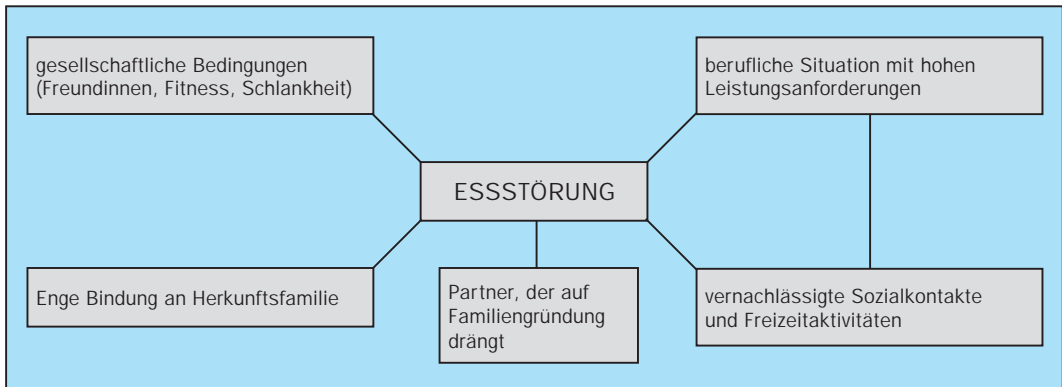 gesellschaftliche Bedingungen
(Freundinnen, Fitness, Schlankheit)
berufliche Situation mit hohen
Leistungsanforderungen
ESSSTÖRUNG
Enge Bindung an Herkunftsfamilie
Partner, der auf
Familiengründung
drängt
vernachlässigte Sozialkontakte
und Freizeitaktivitäten